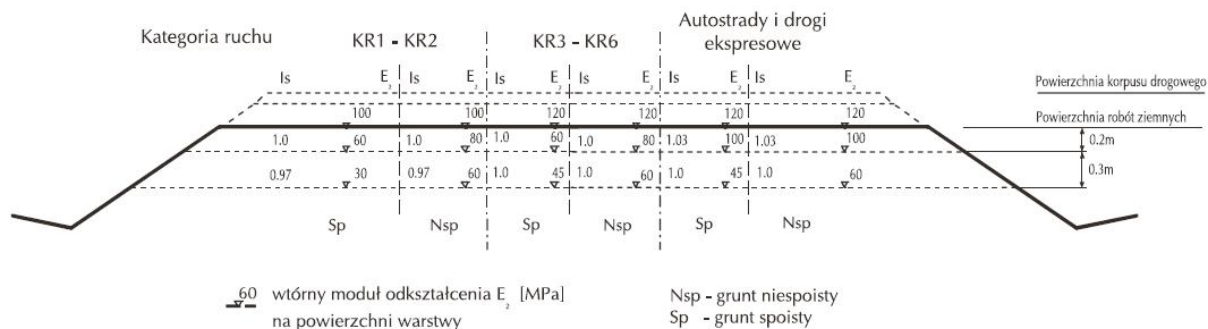 Kategoria ruchu KR1 - KR2 KR3 - KR6 Autostrady i drogi
ekspresowe
Is E₂ Is E₂ Is E₂ Is E₂ Is E₂ Is E₂
Powierzchnia korpusu drogowego
100 100 120 120 120 120
Powierzchnia robót ziemnych
1.0 60 1.0 80 1.0 60 1.0 80 1.03 100 1.03 100 0.2m
0.97 30 0.97 60 1.0 45 1.0 60 1.0 45 1.0 60 0.3m
Sp Nsp Sp Nsp Sp Nsp
60 wtórny moduł odkształcenia E₂ [MPa]
na powierzchni warstwy
Nsp - grunt niespoisty
Sp - grunt spoisty